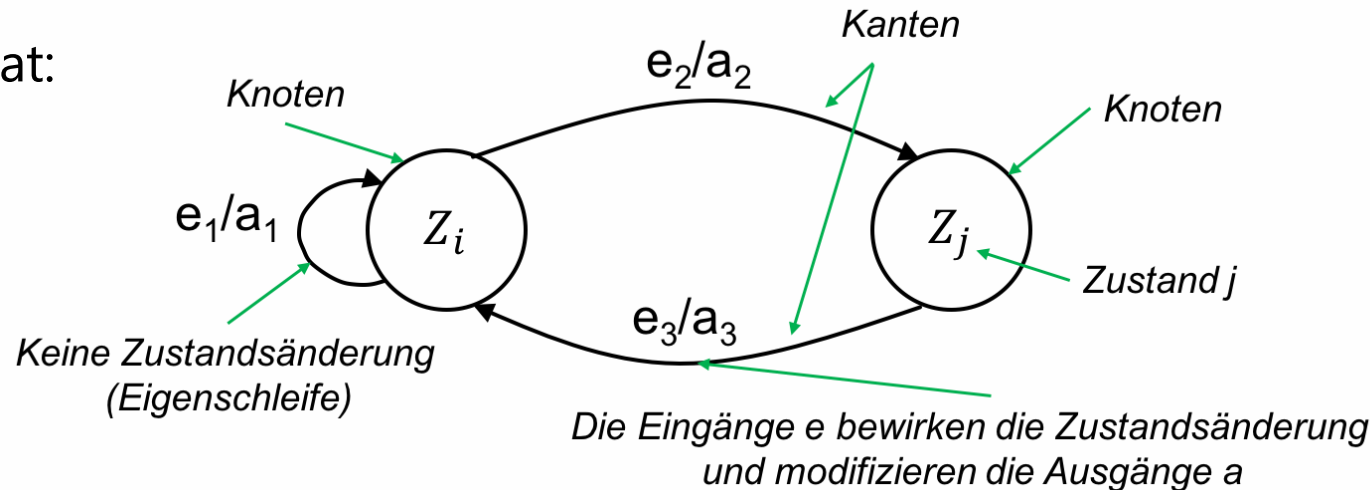 at:
Kanten
Knoten
e₂/a₂
Knoten
e₁/a₁
Zᵢ
Zⱼ
Zustand j
e₃/a₃
Keine Zustandsänderung
(Eigenschleife)
Die Eingänge e bewirken die Zustandsänderung
und modifizieren die Ausgänge a